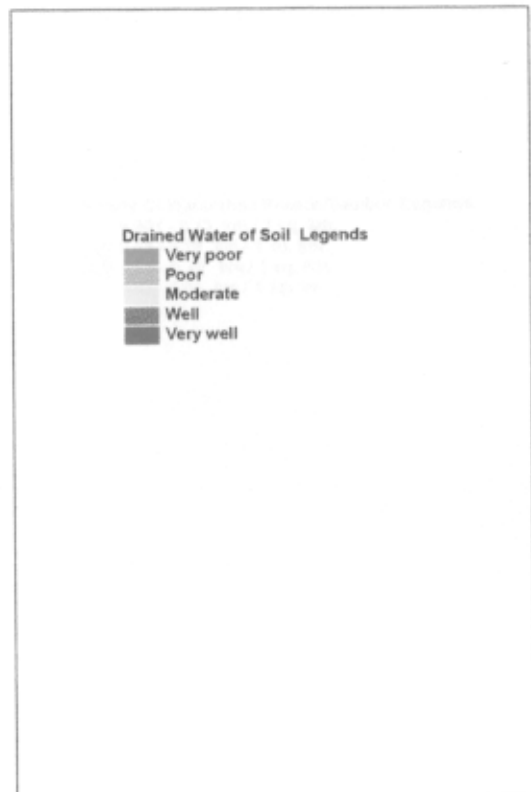 Drained Water of Soil Legends
Very poor
Poor
Moderate
Well
Very well